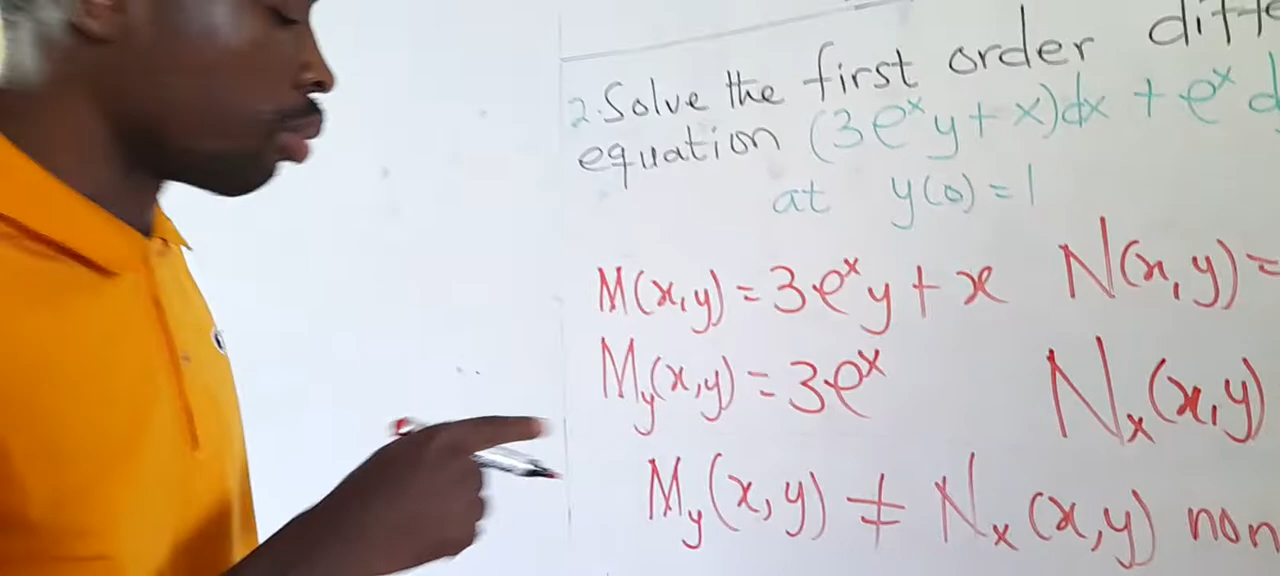 2. Solve the first order
equation (3eˣy + x)dx + eˣ
at y(0) = 1
M(x,y) = 3eˣy + x N(x,y) =
M_y(x,y) = 3eˣ N_x(x,y)
M_y(x,y) ≠ N_x(x,y) non